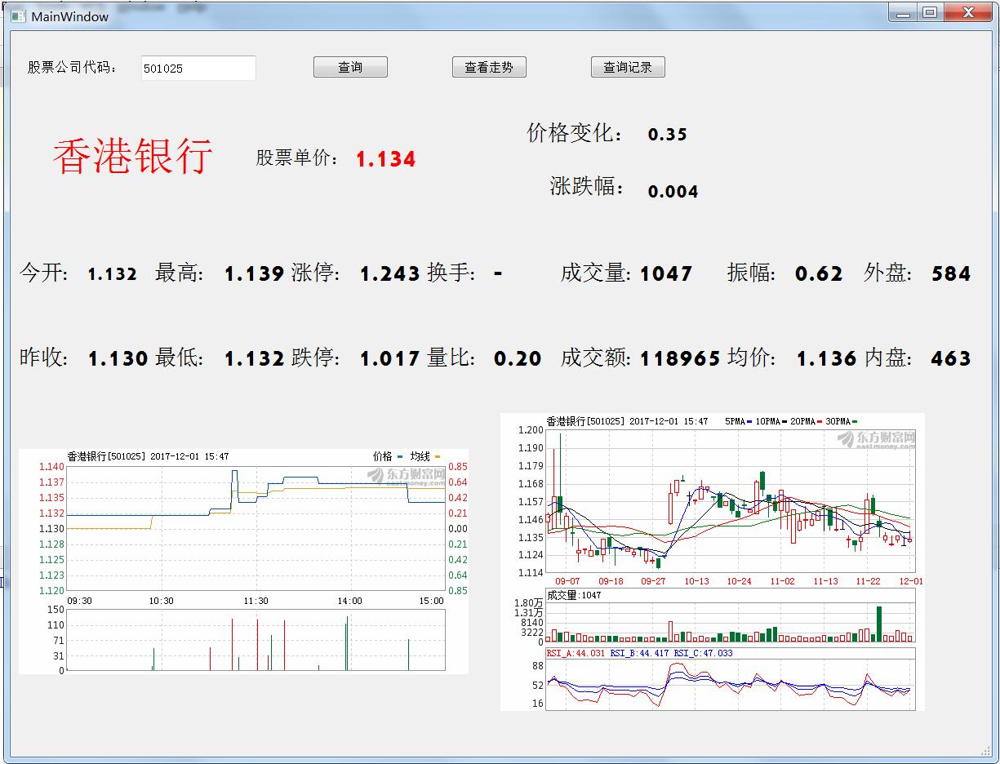 MainWindow
股票公司代码： 501025 查询 查看走势 查询记录
香港银行 股票单价： 1.134
价格变化： 0.35
涨跌幅： 0.004
今开： 1.132 最高： 1.139 涨停： 1.243 换手： - 成交量: 1047 振幅： 0.62 外盘： 584
昨收： 1.130 最低： 1.132 跌停： 1.017 量比： 0.20 成交额: 118965 均价： 1.136 内盘： 463
香港银行[501025] 2017-12-01 15:47 价格 均线
东方财富网
eastmoney.com
1.140 0.85
1.137 0.64
1.135 0.42
1.132 0.21
1.130 0.00
1.128 0.21
1.125 0.42
1.123 0.64
1.120 0.85
09:30 10:30 11:30 14:00 15:00
150
110
71
31
0
香港银行[501025] 2017-12-01 15:47 5PMA 10PMA 20PMA 30PMA
东方财富网
eastmoney.com
1.200
1.190
1.179
1.168
1.157
1.146
1.135
1.124
1.114
09-07 09-18 09-27 10-13 10-24 11-02 11-13 11-22 12-01
成交量:1047
1.80万
1.31万
8140
3222
0
RSI_A:44.031 RSI_B:44.417 RSI_C:47.033
88
52
16